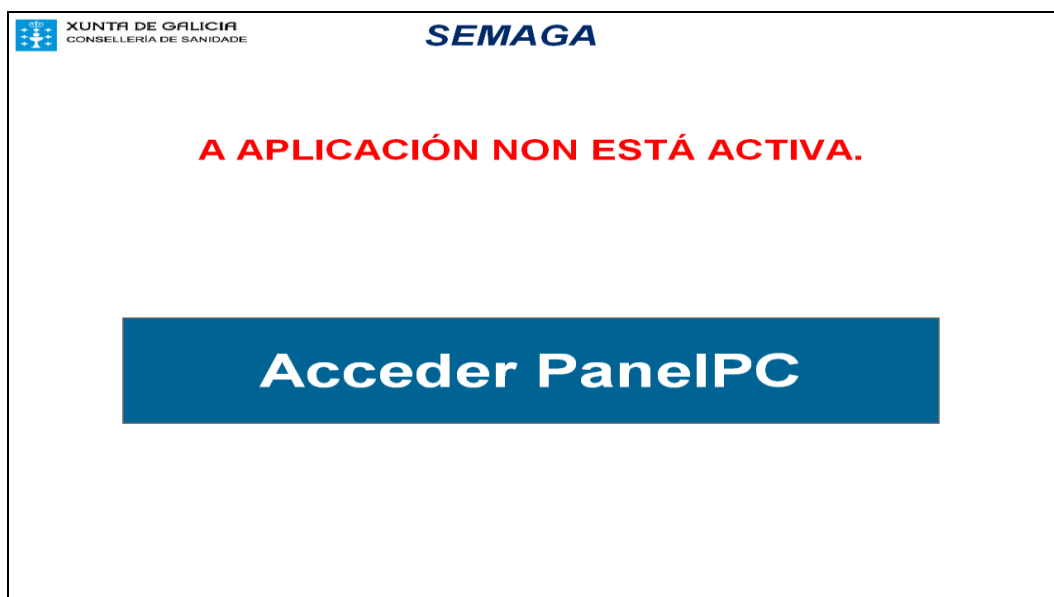 XUNTA DE GALICIA
CONSELLERÍA DE SANIDADE
SEMAGA
A APLICACIÓN NON ESTÁ ACTIVA.
Acceder PanelPC